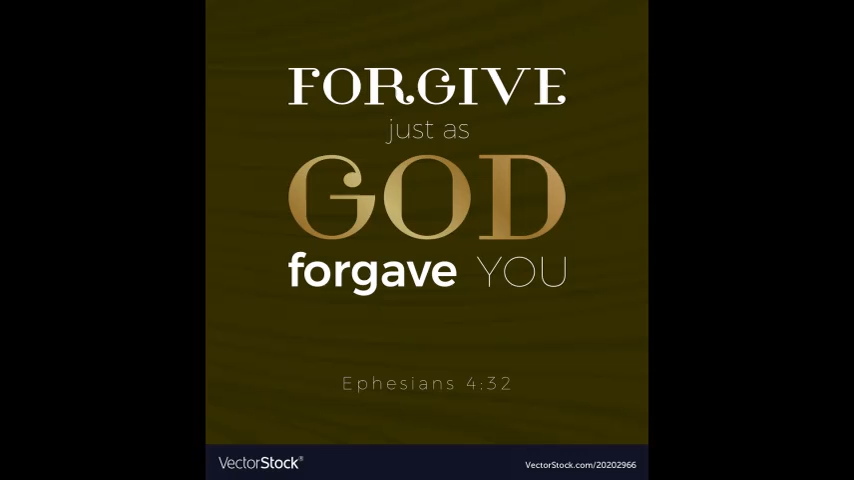 FORGIVE
just as
GOD
forgave YOU
Ephesians 4:32
VectorStock®
VectorStock.com/20202966